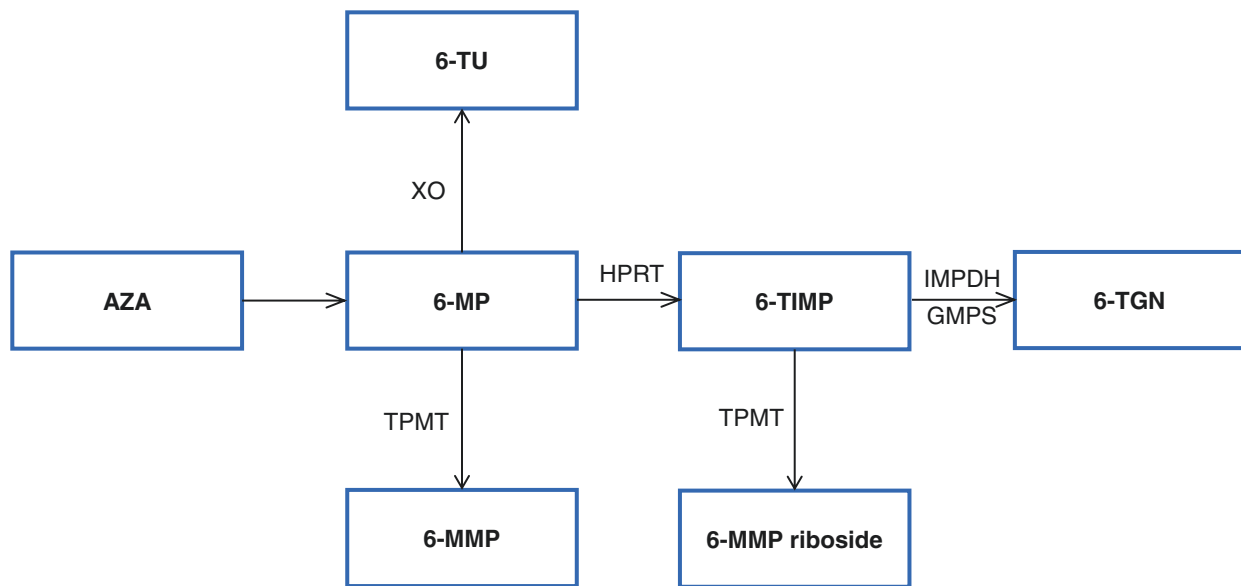 6-TU
XO
AZA
6-MP
HPRT
6-TIMP
IMPDH
GMPS
6-TGN
TPMT
TPMT
6-MMP
6-MMP riboside